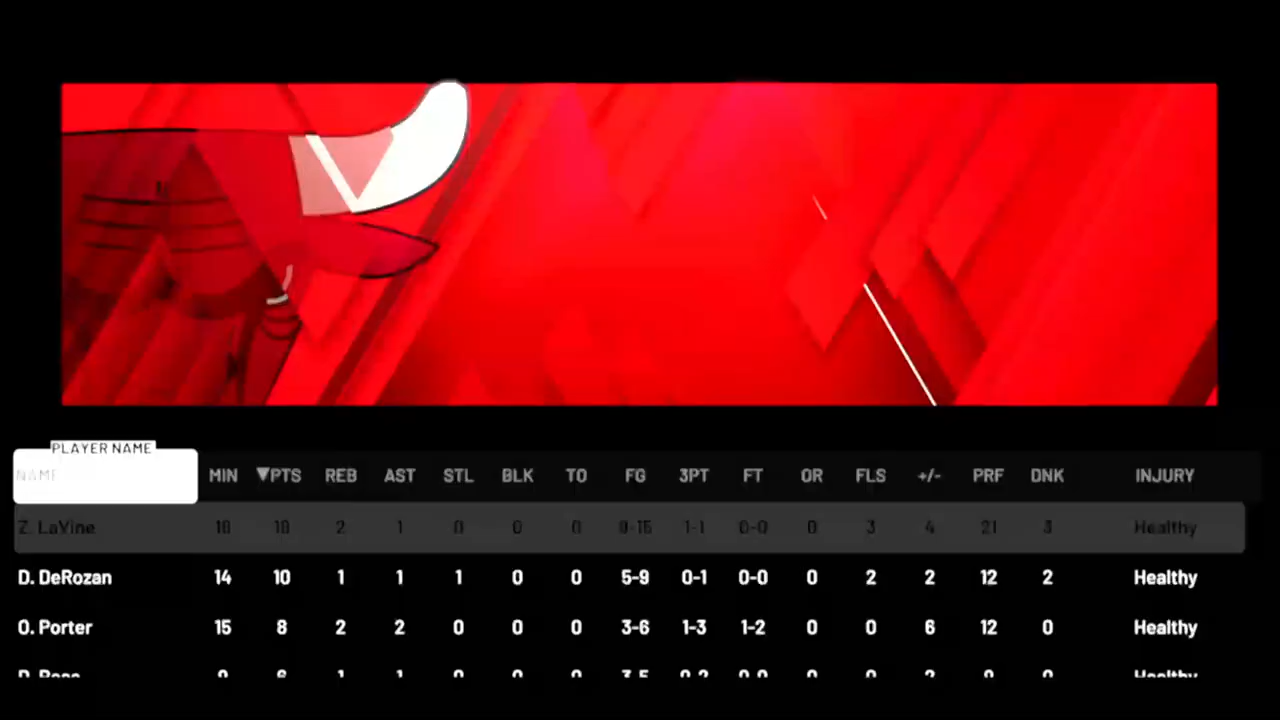 PLAYER NAME
NAME MIN ▼PTS REB AST STL BLK TO FG 3PT FT OR FLS +/- PRF DNK INJURY
Z. LaVine 2 1 0 0 0 1-1 0-0 0 3 4 21 3 Healthy
D. DeRozan 14 10 1 1 1 0 0 5-9 0-1 0-0 0 2 2 12 2 Healthy
O. Porter 15 8 2 2 0 0 0 3-6 1-3 1-2 0 0 6 12 0 Healthy